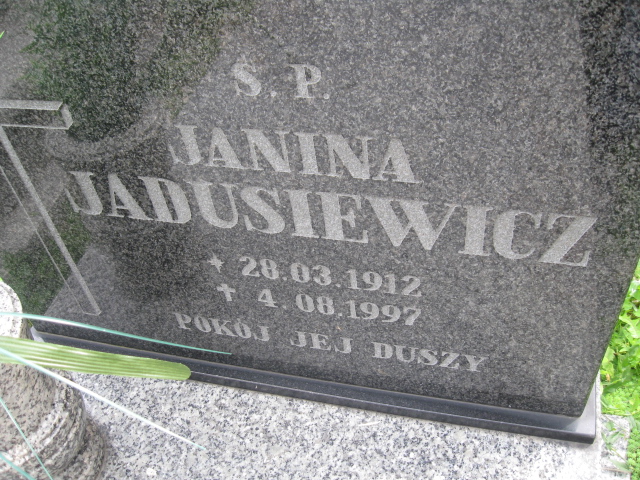 Ś. P.
JANINA
JADUSIEWICZ
+ 28.03.1912
† 4.08.1997
POKÓJ JEJ DUSZY